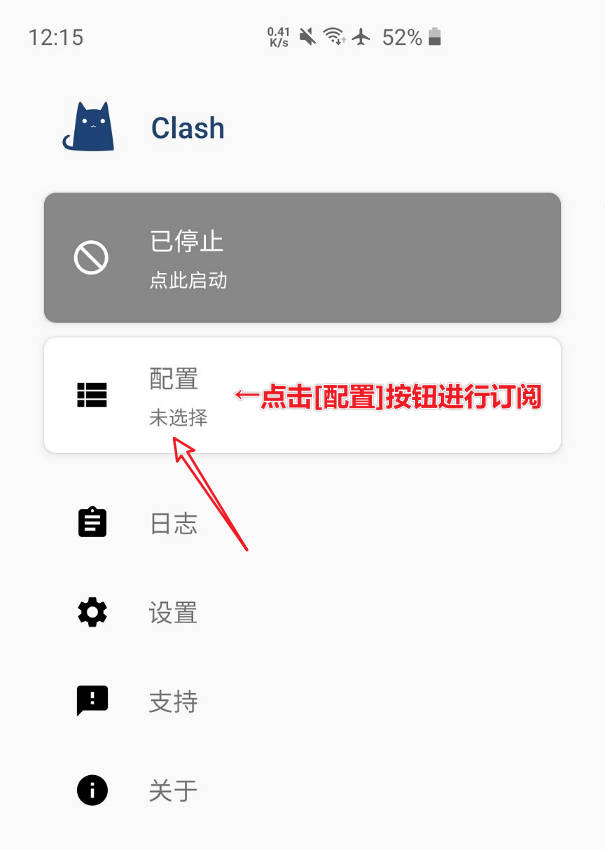 12:15
0.41
K/s
52%
Clash
已停止
点此启动
配置
←点击[配置]按钮进行订阅
未选择
日志
设置
支持
关于